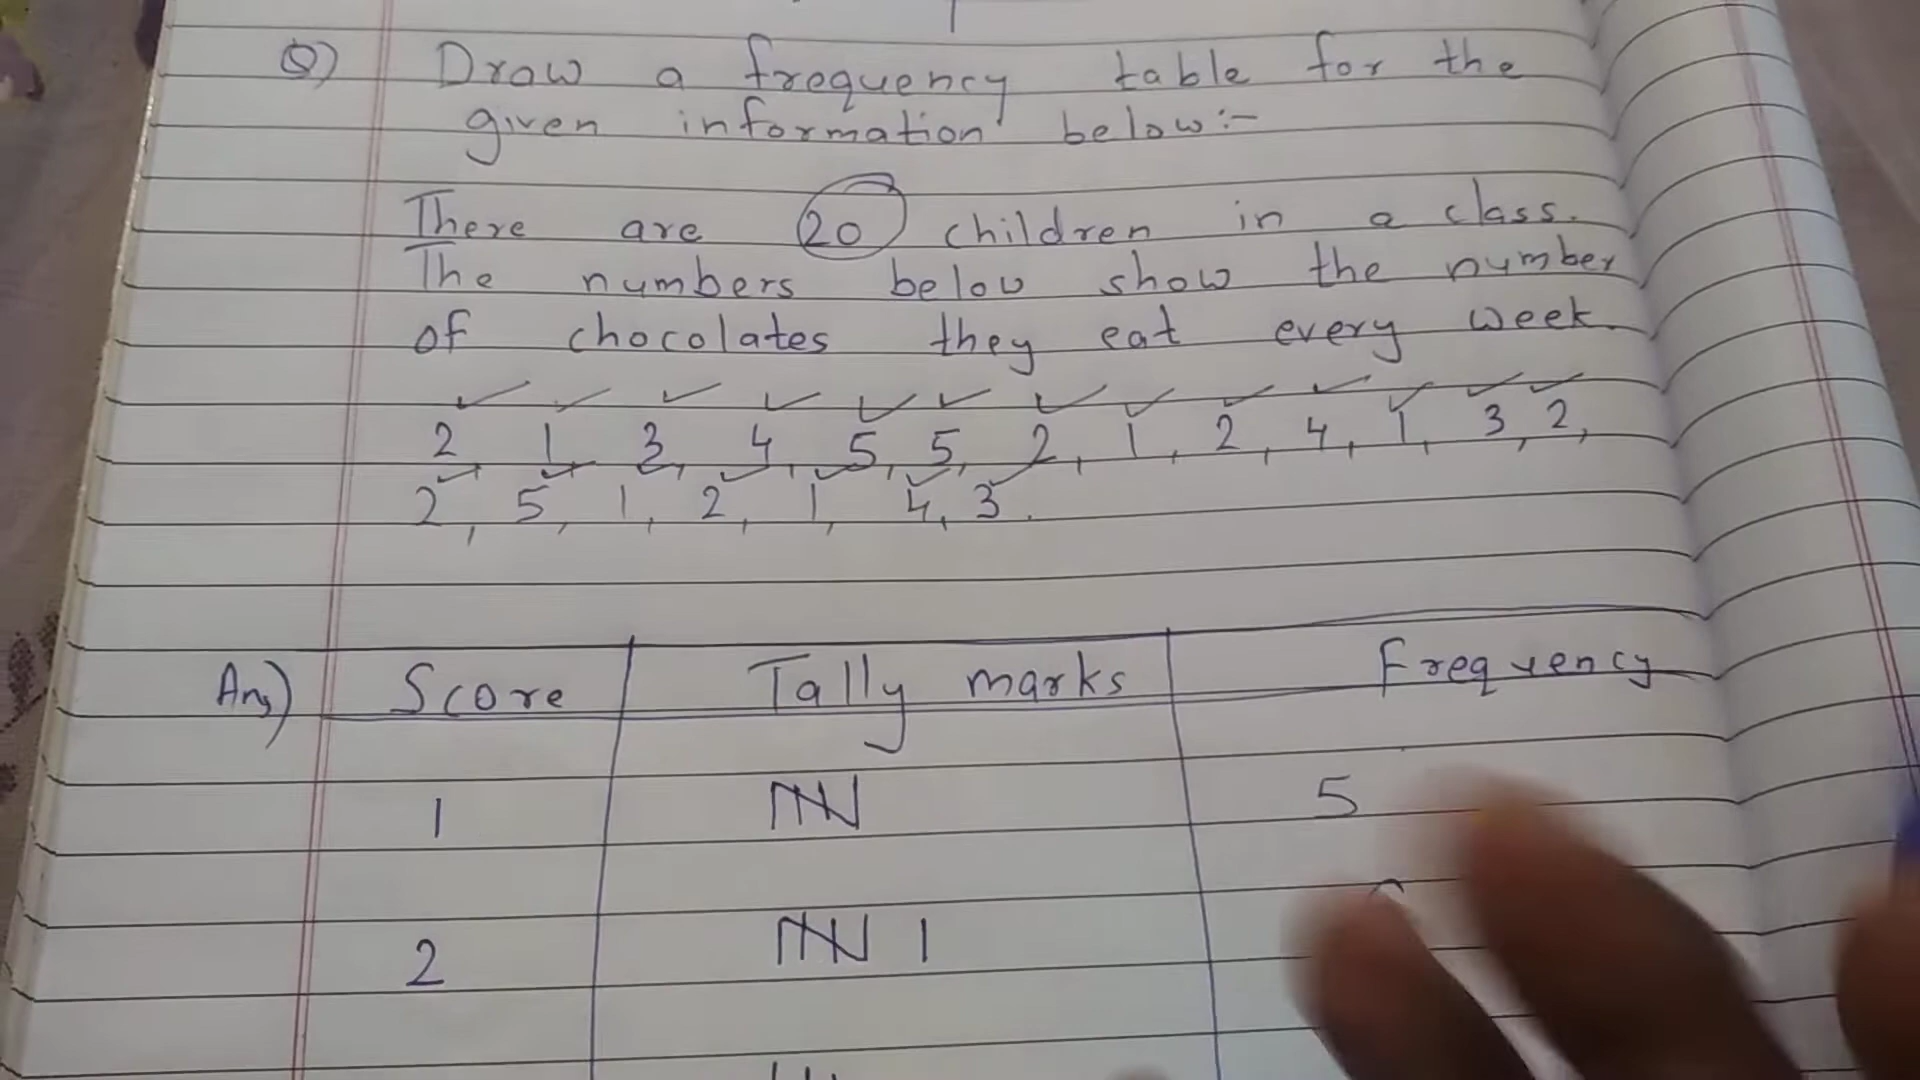 Q) Draw a frequency table for the
given information below:-
There are 20 children in a class.
The numbers below show the number
of chocolates they eat every week.
2, 1, 3, 4, 5, 5, 2, 1, 2, 4, 1, 3, 2,
2, 5, 1, 2, 1, 4, 3.
Ans) Score Tally marks Frequency
1 5
2